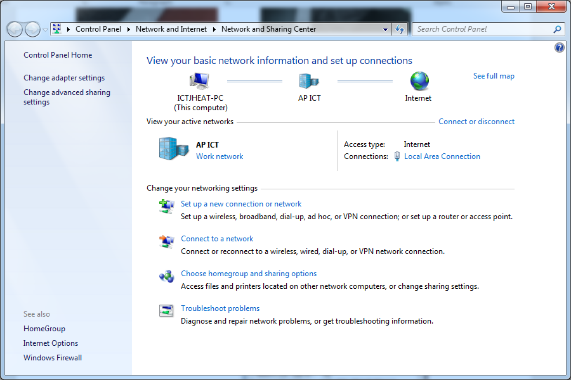 Control Panel ▸ Network and Internet ▸ Network and Sharing Center
Search Control Panel
Control Panel Home
Change adapter settings
Change advanced sharing
settings
See also
HomeGroup
Internet Options
Windows Firewall
View your basic network information and set up connections
See full map
ICTJHEAT-PC
(This computer)
AP ICT
Internet
View your active networks
Connect or disconnect
AP ICT
Work network
Access type: Internet
Connections: Local Area Connection
Change your networking settings
Set up a new connection or network
Set up a wireless, broadband, dial-up, ad hoc, or VPN connection; or set up a router or access point.
Connect to a network
Connect or reconnect to a wireless, wired, dial-up, or VPN network connection.
Choose homegroup and sharing options
Access files and printers located on other network computers, or change sharing settings.
Troubleshoot problems
Diagnose and repair network problems, or get troubleshooting information.